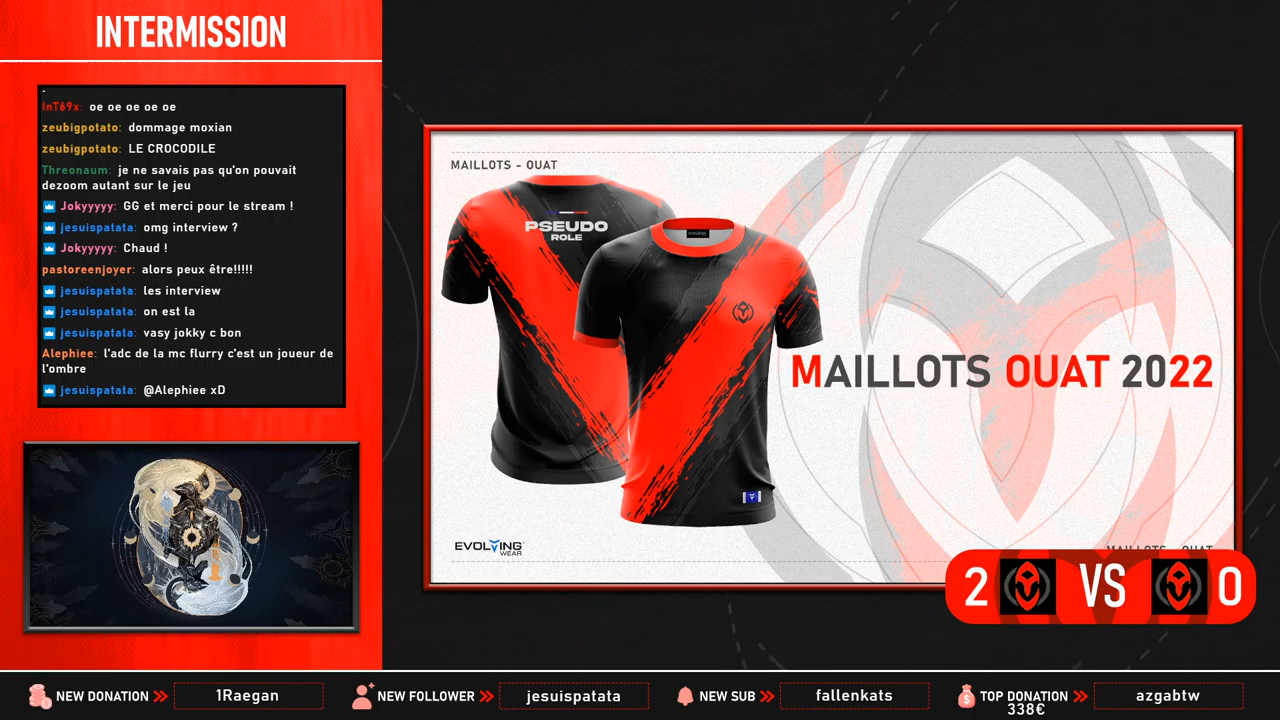 INTERMISSION
InT69x: oe oe oe oe oe
zeubigpotato: dommage moxian
zeubigpotato: LE CROCODILE
Threonaum: je ne savais pas qu'on pouvait
dezoom autant sur le jeu
Jokyyyyy: GG et merci pour le stream !
jesuispatata: omg interview ?
Jokyyyyy: Chaud !
pastoreenjoyer: alors peux être!!!!!
jesuispatata: les interview
jesuispatata: on est la
jesuispatata: vasy jokky c bon
Alephiee: l'adc de la mc flurry c'est un joueur de
l'ombre
jesuispatata: @Alephiee xD
MAILLOTS - OUAT
PSEUDO
ROLE
MAILLOTS OUAT 2022
EVOLVING
WEAR
MAILLOTS - OUAT
2 VS 0
NEW DONATION 1Raegan
NEW FOLLOWER jesuispatata
NEW SUB fallenkats
TOP DONATION azgabtw
338€